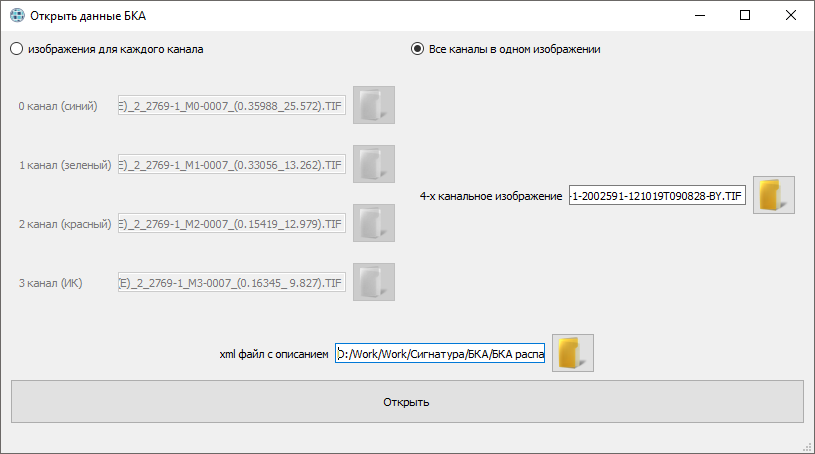 Открыть данные БКА
изображения для каждого канала
Все каналы в одном изображении
0 канал (синий)
E)_2_2769-1_M0-0007_(0.35988_25.572).TIF
1 канал (зеленый)
E)_2_2769-1_M1-0007_(0.33056_13.262).TIF
4-х канальное изображение
-1-2002591-121019T090828-BY.TIF
2 канал (красный)
E)_2_2769-1_M2-0007_(0.15419_12.979).TIF
3 канал (ИК)
(E)_2_2769-1_M3-0007_(0.16345_ 9.827).TIF
xml файл с описанием
D:/Work/Work/Сигнатура/БКА/БКА распа
Открыть